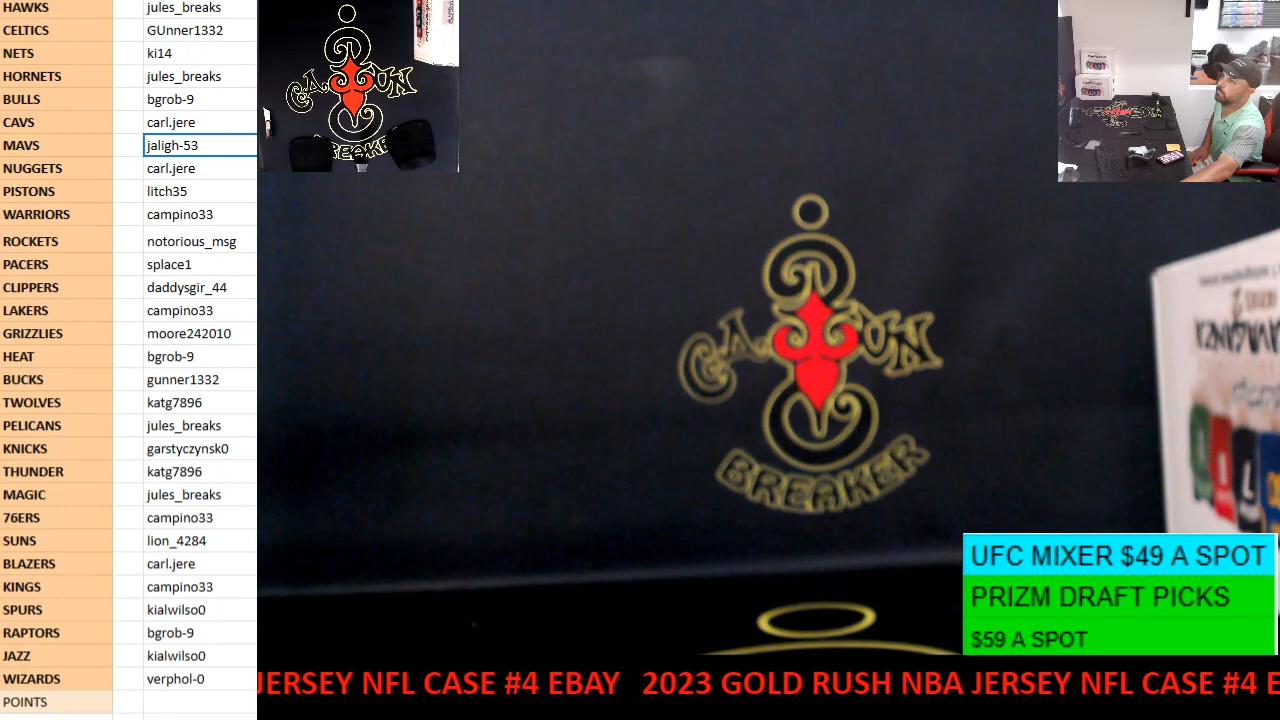 HAWKS jules_breaks
CELTICS GUnner1332
NETS ki14
HORNETS jules_breaks
BULLS bgrob-9
CAVS carl.jere
MAVS jaligh-53
NUGGETS carl.jere
PISTONS litch35
WARRIORS campino33
ROCKETS notorious_msg
PACERS splace1
CLIPPERS daddysgir_44
LAKERS campino33
GRIZZLIES moore242010
HEAT bgrob-9
BUCKS gunner1332
TWOLVES katg7896
PELICANS jules_breaks
KNICKS garstyczynsk0
THUNDER katg7896
MAGIC jules_breaks
76ERS campino33
SUNS lion_4284
BLAZERS carl.jere
KINGS campino33
SPURS kialwilso0
RAPTORS bgrob-9
JAZZ kialwilso0
WIZARDS verphol-0
POINTS
CAJUN
BREAKER
CAJUN
BREAKER
UFC MIXER $49 A SPOT
PRIZM DRAFT PICKS
$59 A SPOT
JERSEY NFL CASE #4 EBAY 2023 GOLD RUSH NBA JERSEY NFL CASE #4 E